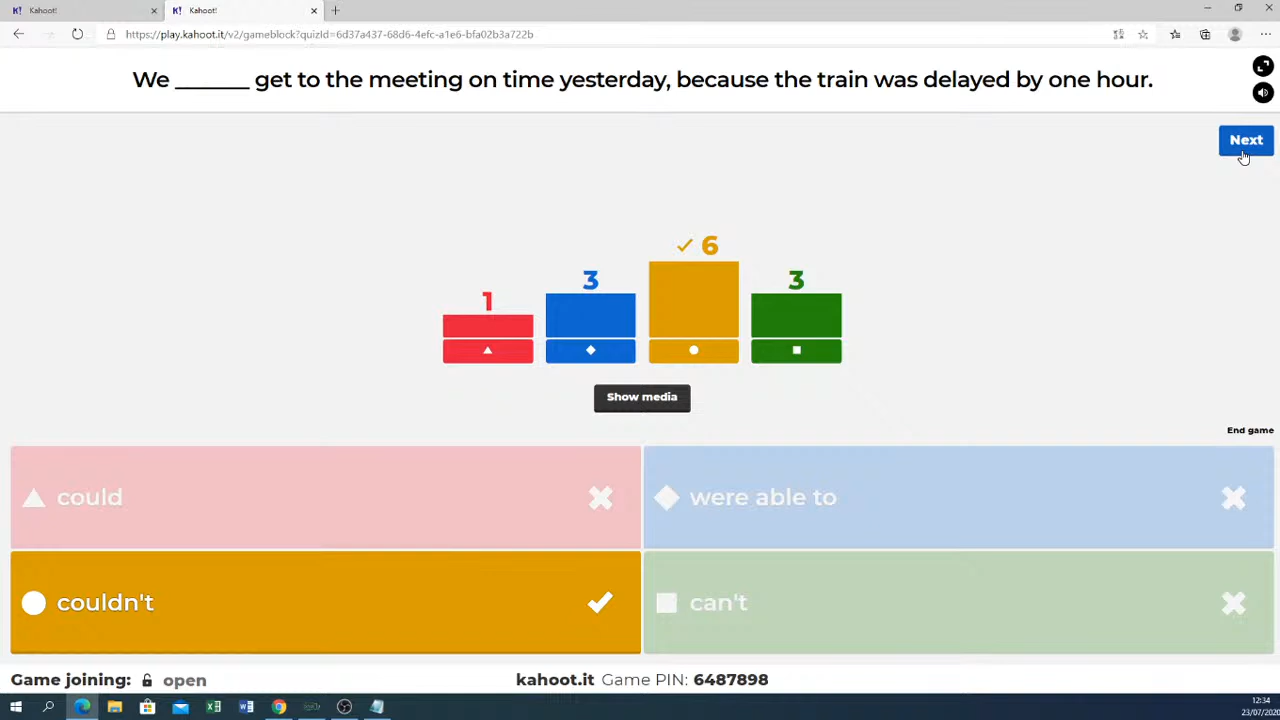 Kahoot!
Kahoot!
https://play.kahoot.it/v2/gameblock?quizId=6d37a437-68d6-4efc-a1e6-bfa02b3a722b
We ______ get to the meeting on time yesterday, because the train was delayed by one hour.
Next
1
3
6
3
Show media
End game
could
were able to
couldn't
can't
Game joining: open
kahoot.it Game PIN: 6487898
12:34
23/07/2020